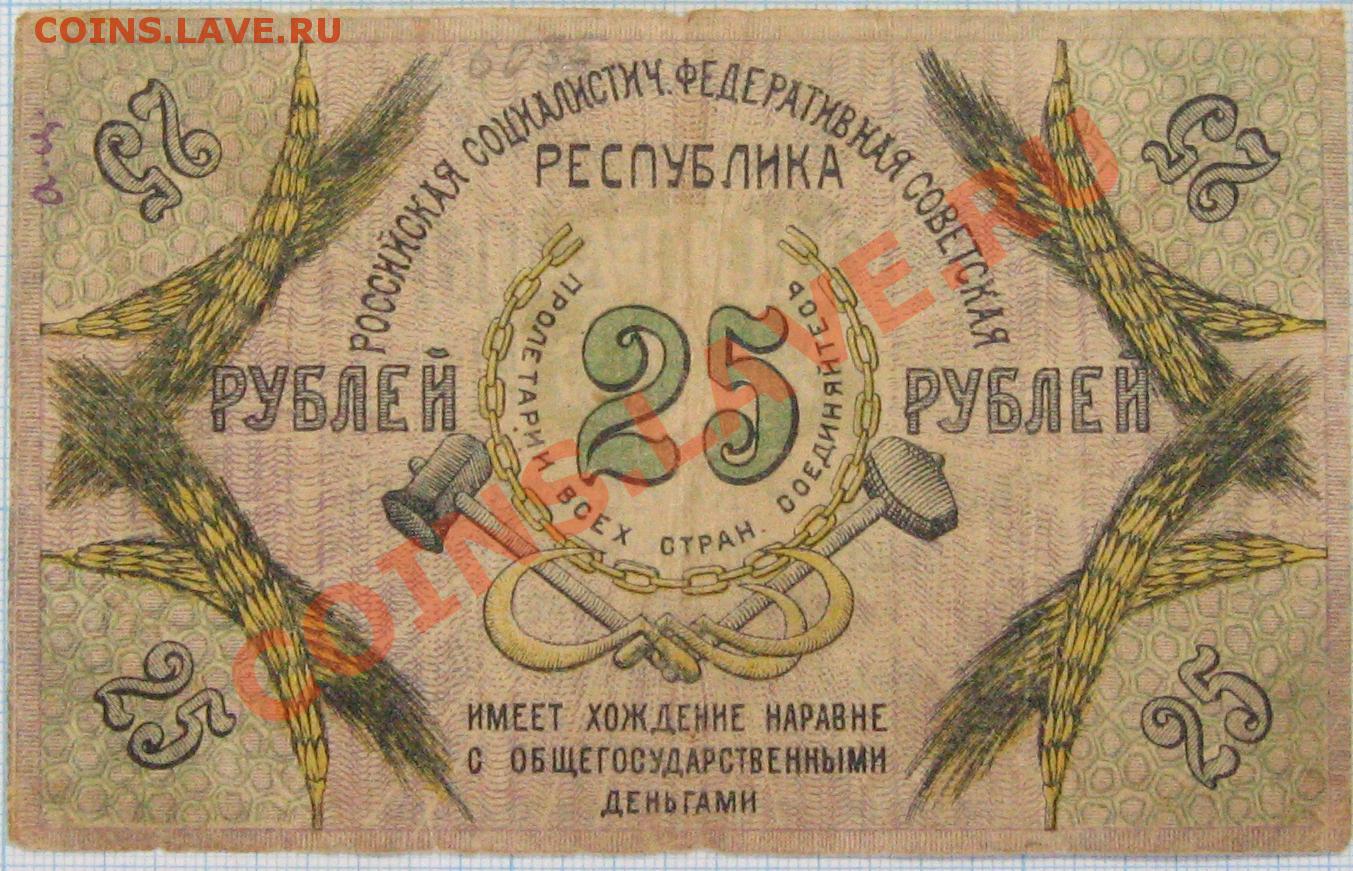 COINS.LAVE.RU
25
25
РОССИЙСКАЯ СОЦИАЛИСТИЧ. ФЕДЕРАТИВНАЯ СОВЕТСКАЯ
РЕСПУБЛИКА
РУБЛЕЙ
25
РУБЛЕЙ
ПРОЛЕТАРИИ ВСЕХ СТРАН. СОЕДИНЯЙТЕСЬ
COINS.LAVE.RU
25
25
ИМЕЕТ ХОЖДЕНИЕ НАРАВНЕ
С ОБЩЕГОСУДАРСТВЕННЫМИ
ДЕНЬГАМИ